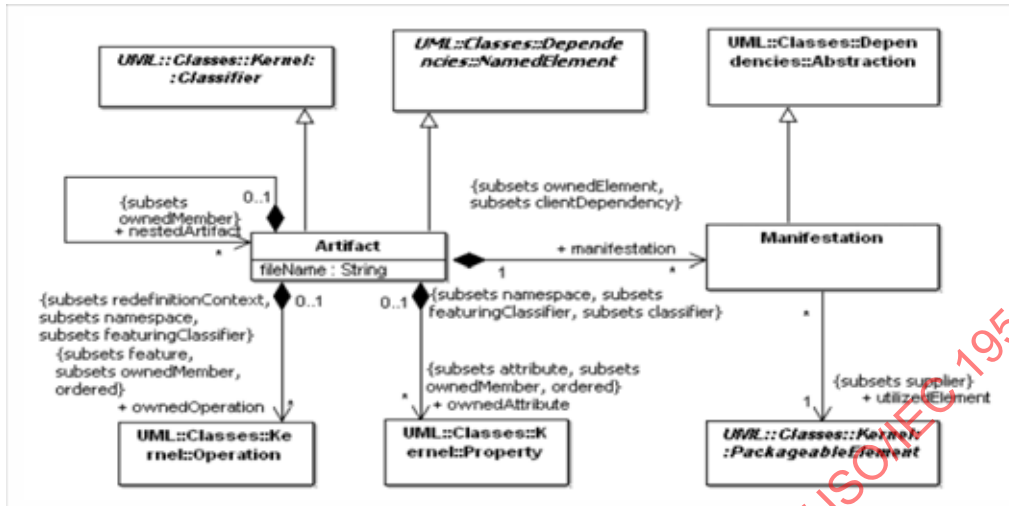 UML::Classes::Kernel:
:Classifier
UML::Classes::Depende
ncies::NamedElement
UML::Classes::Depen
dencies::Abstraction
{subsets
ownedMember}
+ nestedArtifact
0..1
*
{subsets ownedElement,
subsets clientDependency}
Artifact
fileName : String
1
+ manifestation
*
Manifestation
{subsets redefinitionContext,
subsets namespace,
subsets featuringClassifier}
0..1
0..1
{subsets namespace, subsets
featuringClassifier, subsets classifier}
*
{subsets feature,
subsets ownedMember,
ordered}
+ ownedOperation
*
{subsets attribute, subsets
ownedMember, ordered}
+ ownedAttribute
*
{subsets supplier}
+ utilizedElement
1
UML::Classes::Ke
rnel::Operation
UML::Classes::K
ernel::Property
UML::Classes::Kernel:
:PackageableElement
ISO/IEC 195